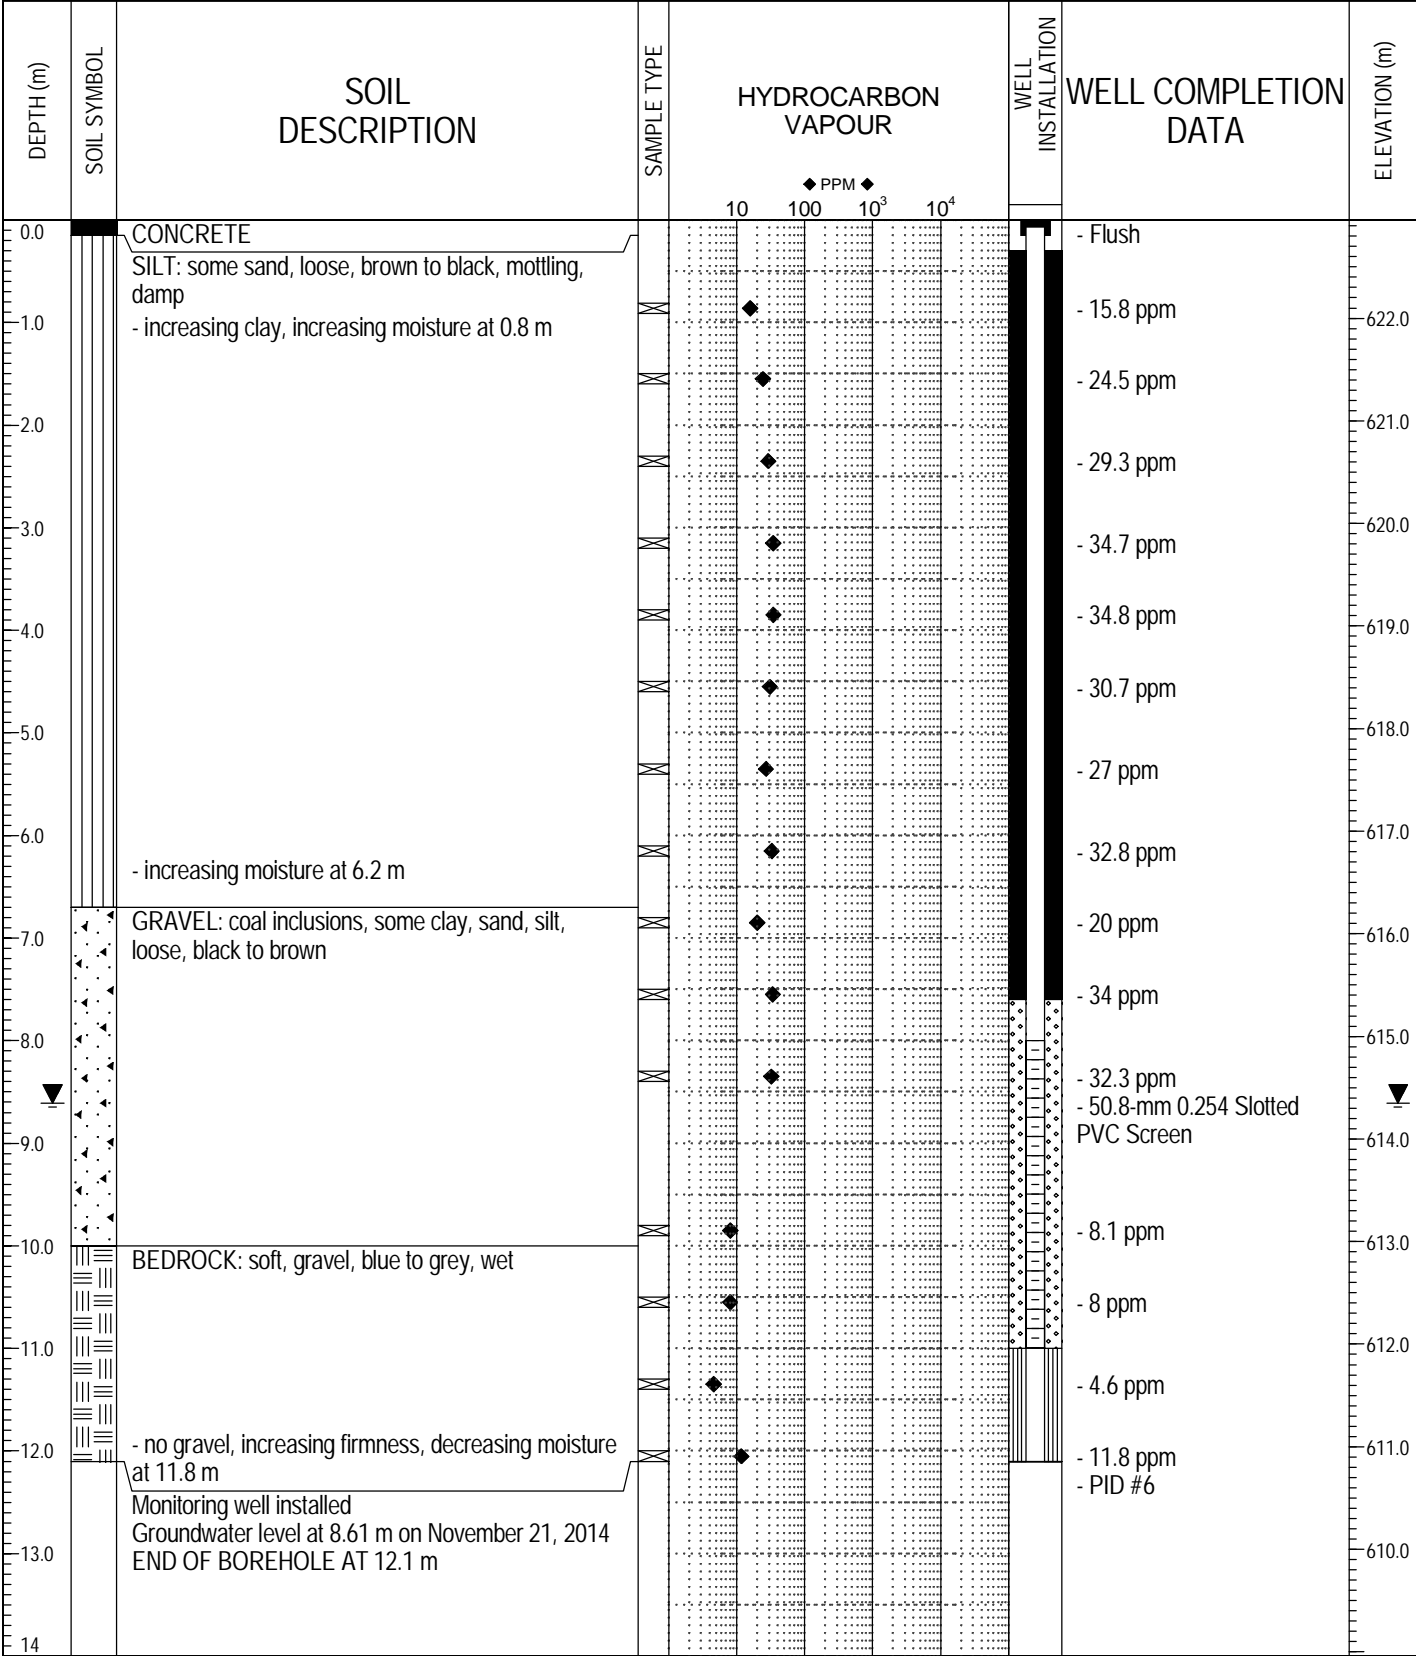 DEPTH (m)
SOIL SYMBOL
SOIL
DESCRIPTION
SAMPLE TYPE
HYDROCARBON
VAPOUR
◆ PPM ◆
10 100 10³ 10⁴
WELL
INSTALLATION
WELL COMPLETION
DATA
ELEVATION (m)
0.0
1.0
2.0
3.0
4.0
5.0
6.0
7.0
8.0
9.0
10.0
11.0
12.0
13.0
14
CONCRETE
SILT: some sand, loose, brown to black, mottling,
damp
- increasing clay, increasing moisture at 0.8 m
- increasing moisture at 6.2 m
GRAVEL: coal inclusions, some clay, sand, silt,
loose, black to brown
BEDROCK: soft, gravel, blue to grey, wet
- no gravel, increasing firmness, decreasing moisture
at 11.8 m
Monitoring well installed
Groundwater level at 8.61 m on November 21, 2014
END OF BOREHOLE AT 12.1 m
- Flush
- 15.8 ppm
- 24.5 ppm
- 29.3 ppm
- 34.7 ppm
- 34.8 ppm
- 30.7 ppm
- 27 ppm
- 32.8 ppm
- 20 ppm
- 34 ppm
- 32.3 ppm
- 50.8-mm 0.254 Slotted
PVC Screen
- 8.1 ppm
- 8 ppm
- 4.6 ppm
- 11.8 ppm
- PID #6
622.0
621.0
620.0
619.0
618.0
617.0
616.0
615.0
614.0
613.0
612.0
611.0
610.0